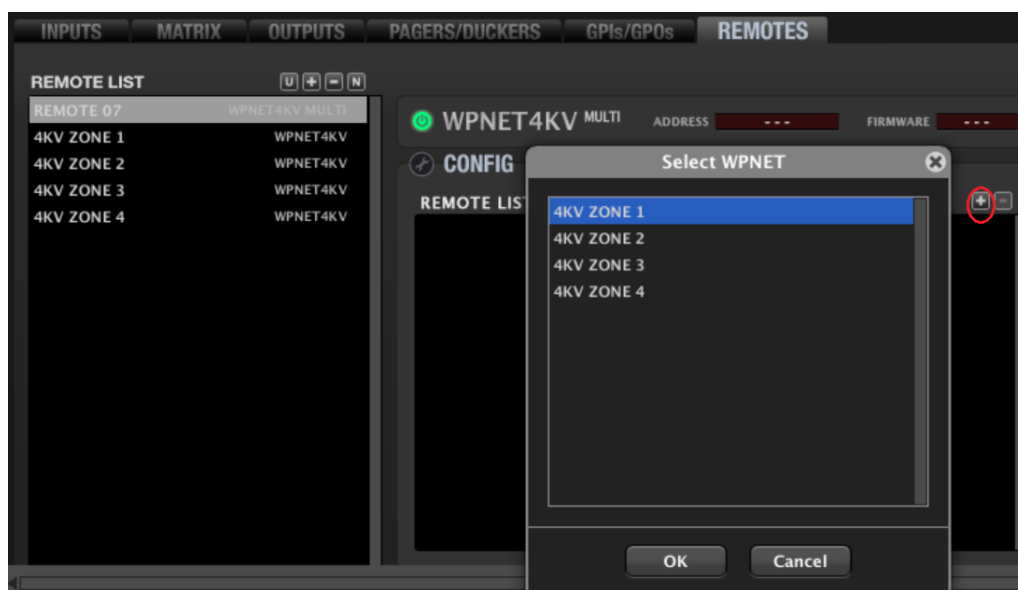 INPUTS MATRIX OUTPUTS PAGERS/DUCKERS GPIs/GPOs REMOTES
REMOTE LIST U + - N
REMOTE 07 WPNET4KV MULTI
4KV ZONE 1 WPNET4KV
4KV ZONE 2 WPNET4KV
4KV ZONE 3 WPNET4KV
4KV ZONE 4 WPNET4KV
WPNET4KV MULTI ADDRESS --- FIRMWARE ---
CONFIG
REMOTE LIS
+ -
Select WPNET
4KV ZONE 1
4KV ZONE 2
4KV ZONE 3
4KV ZONE 4
OK Cancel